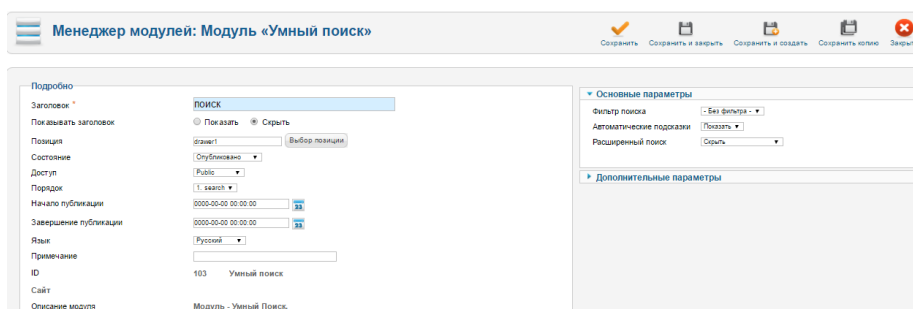 Менеджер модулей: Модуль «Умный поиск»
Сохранить Сохранить и закрыть Сохранить и создать Сохранить копию Закрыт
Подробно
Заголовок * ПОИСК
Показывать заголовок Показать Скрыть
Позиция drawer1 Выбор позиции
Состояние Опубликовано
Доступ Public
Порядок 1. search
Начало публикации 0000-00-00 00:00:00 23
Завершение публикации 0000-00-00 00:00:00 23
Язык Русский
Примечание
ID 103 Умный поиск
Сайт
Описание модуля Модуль - Умный Поиск.
Основные параметры
Фильтр поиска - Без фильтра -
Автоматические подсказки Показать
Расширенный поиск Скрыть
Дополнительные параметры